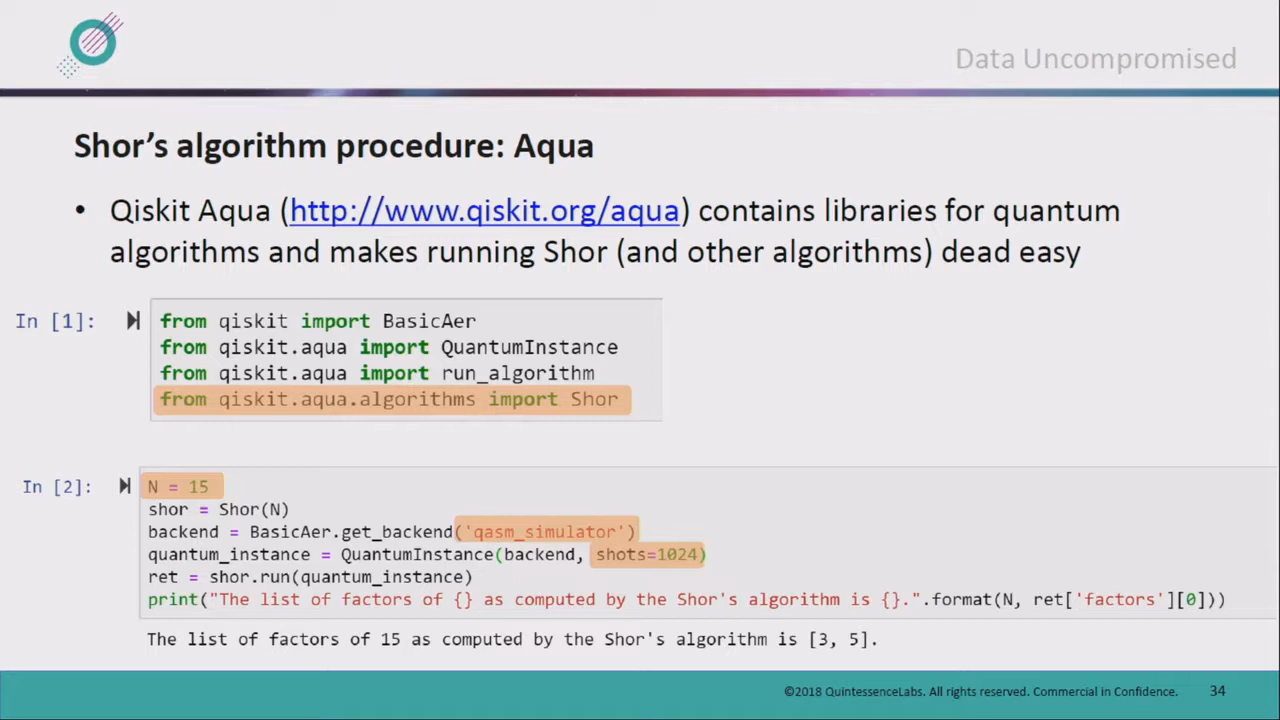 Data Uncompromised
Shor’s algorithm procedure: Aqua
• Qiskit Aqua (http://www.qiskit.org/aqua) contains libraries for quantum
algorithms and makes running Shor (and other algorithms) dead easy
In [1]:
from qiskit import BasicAer
from qiskit.aqua import QuantumInstance
from qiskit.aqua import run_algorithm
from qiskit.aqua.algorithms import Shor
In [2]:
N = 15
shor = Shor(N)
backend = BasicAer.get_backend('qasm_simulator')
quantum_instance = QuantumInstance(backend, shots=1024)
ret = shor.run(quantum_instance)
print("The list of factors of {} as computed by the Shor's algorithm is {}.".format(N, ret['factors'][0]))
The list of factors of 15 as computed by the Shor's algorithm is [3, 5].
©2018 QuintessenceLabs. All rights reserved. Commercial in Confidence. 34